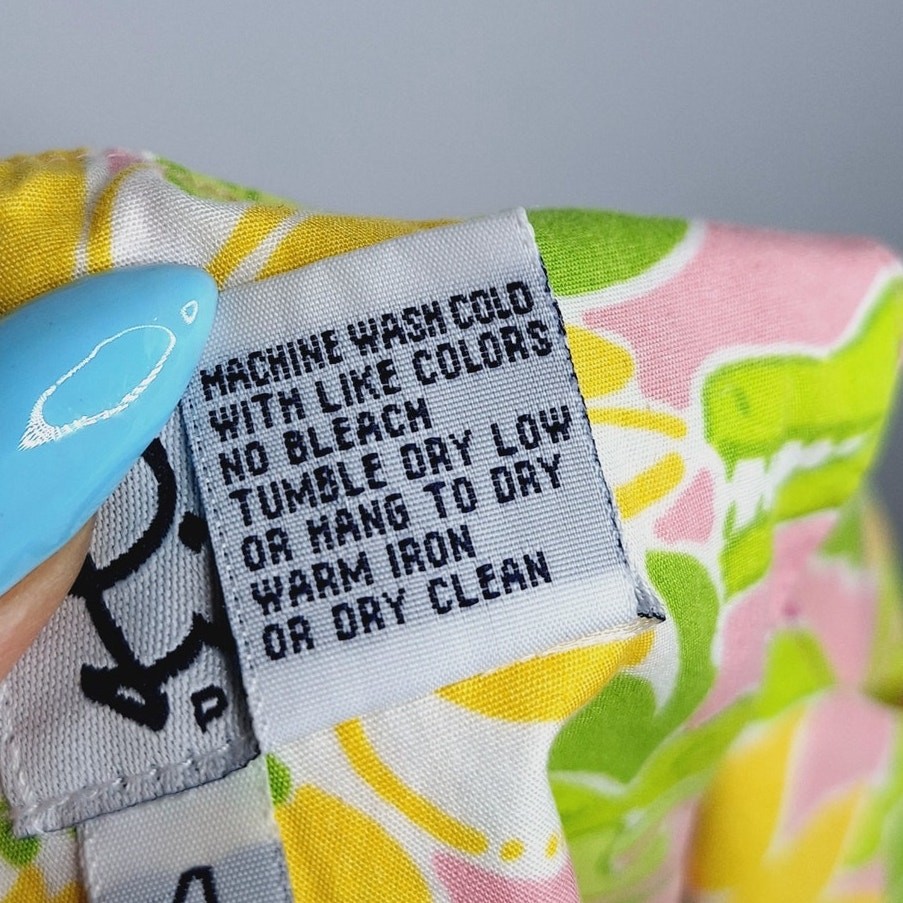 MACHINE WASH COLD
WITH LIKE COLORS
NO BLEACH
TUMBLE DRY LOW
OR HANG TO DRY
WARM IRON
OR DRY CLEAN
P